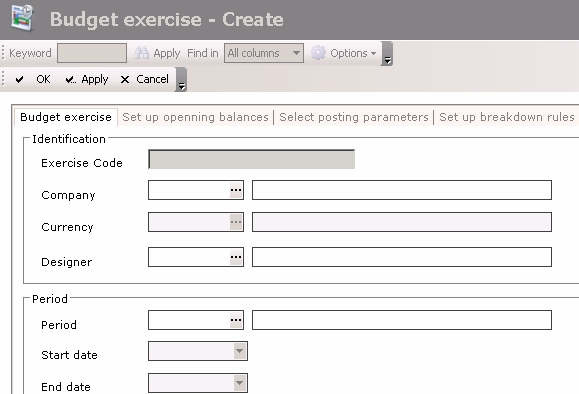 Budget exercise - Create
Keyword Apply Find in All columns Options
OK Apply Cancel
Budget exercise Set up openning balances Select posting parameters Set up breakdown rules
Identification
Exercise Code
Company ...
Currency ...
Designer ...
Period
Period ...
Start date
End date